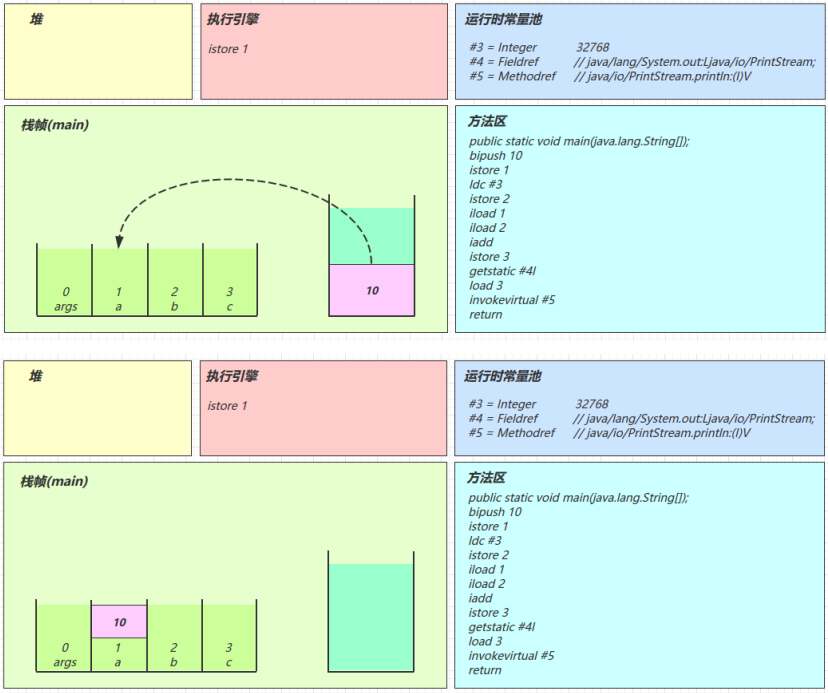 堆
执行引擎
istore 1
运行时常量池
#3 = Integer 32768
#4 = Fieldref // java/lang/System.out:Ljava/io/PrintStream;
#5 = Methodref // java/io/PrintStream.println:(I)V
栈帧(main)
0 1 2 3
args a b c
10
方法区
public static void main(java.lang.String[]);
bipush 10
istore 1
ldc #3
istore 2
iload 1
iload 2
iadd
istore 3
getstatic #4I
load 3
invokevirtual #5
return
堆
执行引擎
istore 1
运行时常量池
#3 = Integer 32768
#4 = Fieldref // java/lang/System.out:Ljava/io/PrintStream;
#5 = Methodref // java/io/PrintStream.println:(I)V
栈帧(main)
10
0 1 2 3
args a b c
方法区
public static void main(java.lang.String[]);
bipush 10
istore 1
ldc #3
istore 2
iload 1
iload 2
iadd
istore 3
getstatic #4I
load 3
invokevirtual #5
return